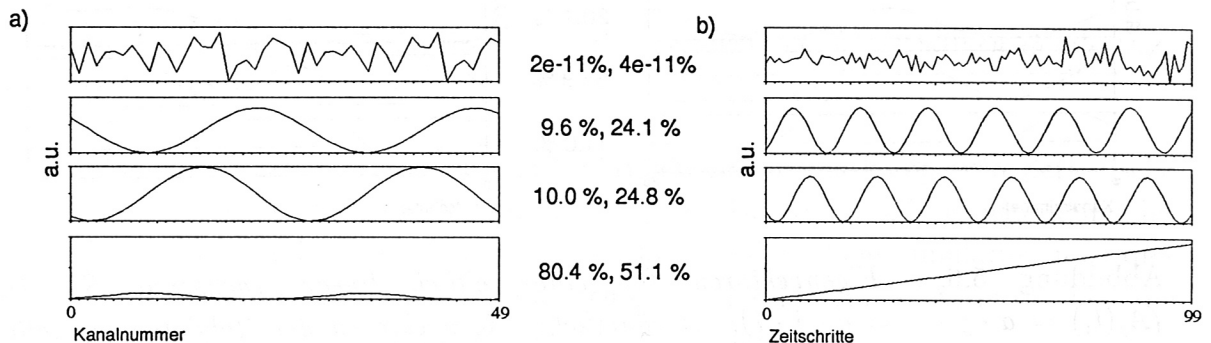 a)
b)
2e-11%, 4e-11%
9.6 %, 24.1 %
a.u.
a.u.
10.0 %, 24.8 %
80.4 %, 51.1 %
0
49
0
99
Kanalnummer
Zeitschritte